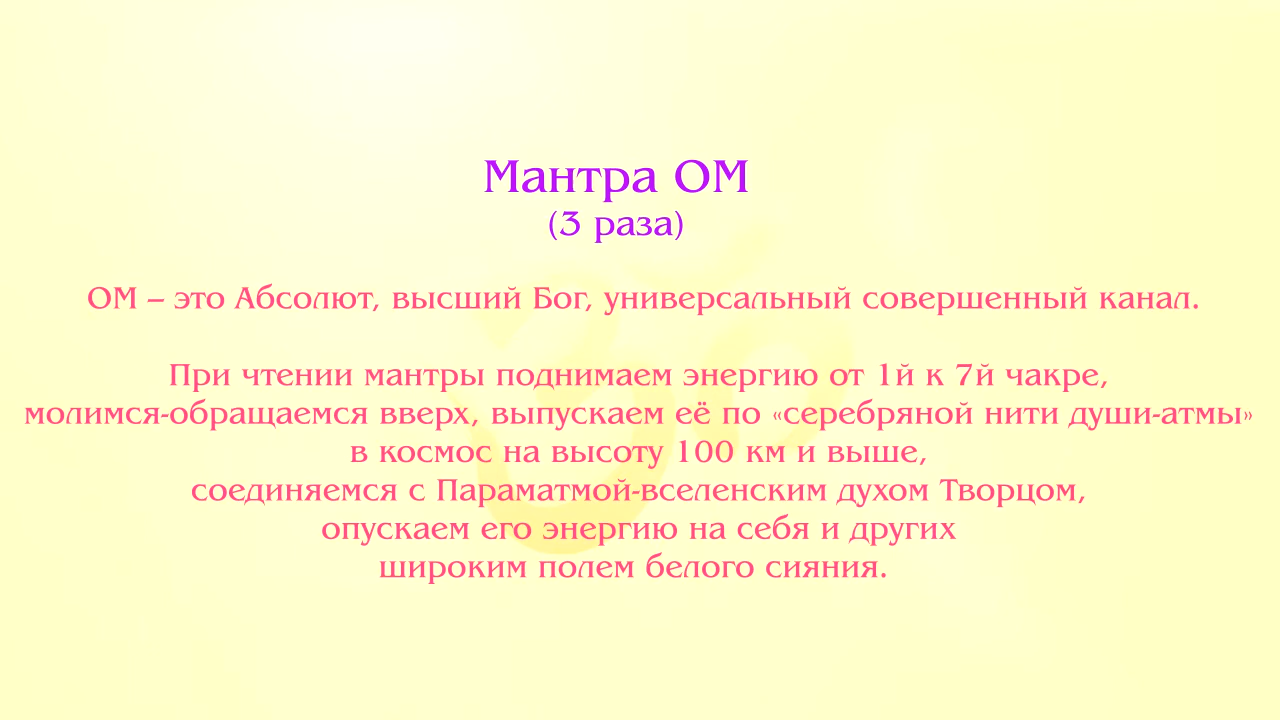 Мантра ОМ
(3 раза)
ОМ – это Абсолют, высший Бог, универсальный совершенный канал.
При чтении мантры поднимаем энергию от 1й к 7й чакре,
молимся-обращаемся вверх, выпускаем её по «серебряной нити души-атмы»
в космос на высоту 100 км и выше,
соединяемся с Параматмой-вселенским духом Творцом,
опускаем его энергию на себя и других
широким полем белого сияния.